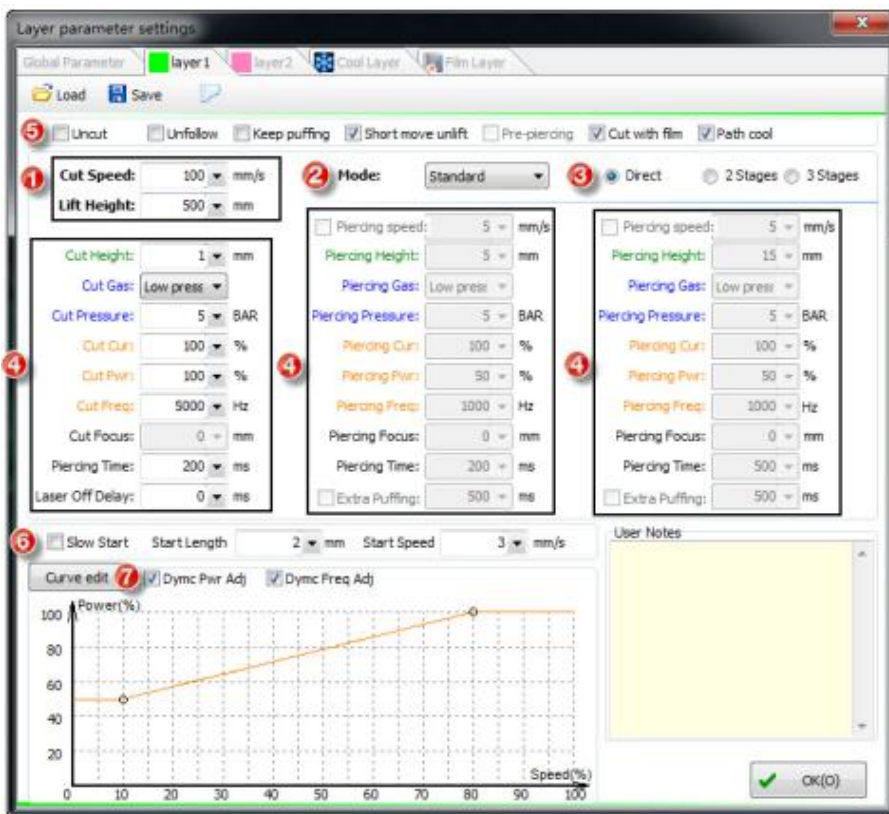 Layer parameter settings
Global Parameter layer1 layer2 Cool Layer Film Layer
Load Save
5 Uncut Unfollow Keep puffing Short move unlift Pre-piercing Cut with film Path cool
1 Cut Speed: 100 mm/s 2 Mode: Standard 3 Direct 2 Stages 3 Stages
Lift Height: 500 mm
Piercing speed: 5 mm/s Piercing speed: 5 mm/s
Cut Height: 1 mm Piercing Height: 5 mm Piercing Height: 15 mm
Cut Gas: Low press Piercing Gas: Low press Piercing Gas: Low press
Cut Pressure: 5 BAR Piercing Pressure: 5 BAR Piercing Pressure: 5 BAR
4 Cut Cur: 100 % 4 Piercing Cur: 100 % 4 Piercing Cur: 100 %
Cut Pwr: 100 % Piercing Pwr: 50 % Piercing Pwr: 50 %
Cut Freq: 5000 Hz Piercing Freq: 1000 Hz Piercing Freq: 1000 Hz
Cut Focus: 0 mm Piercing Focus: 0 mm Piercing Focus: 0 mm
Piercing Time: 200 ms Piercing Time: 200 ms Piercing Time: 500 ms
Laser Off Delay: 0 ms Extra Puffing: 500 ms Extra Puffing: 500 ms
6 Slow Start Start Length 2 mm Start Speed 3 mm/s User Notes
Curve edit 7 Dymc Pwr Adj Dymc Freq Adj
Power(%)
100
80
60
40
20
Speed(%)
0 10 20 30 40 50 60 70 80 90 100
OK(O)